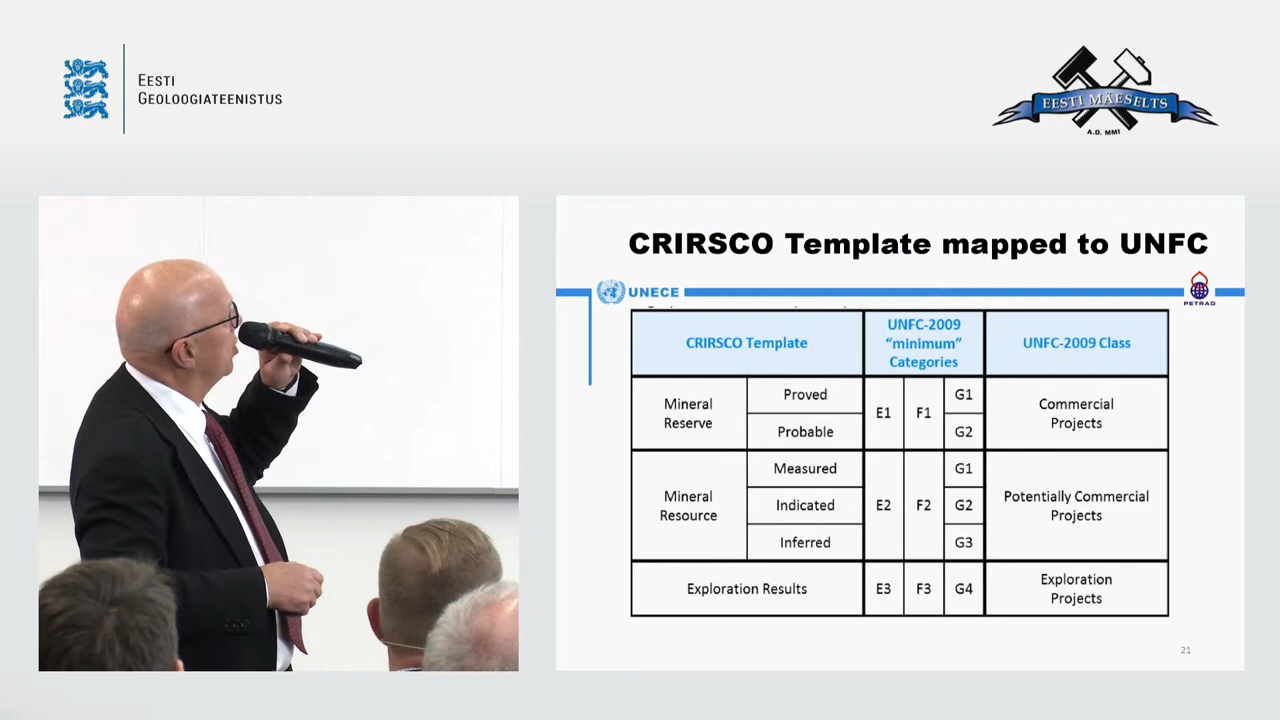 EESTI
GEOLOOGIATEENISTUS
EESTI MÄESELTS
A.D. MMI
CRIRSCO Template mapped to UNFC
UNECE
PETRAD
CRIRSCO Template
UNFC-2009
"minimum"
Categories
UNFC-2009 Class
Mineral
Reserve
Proved
Probable
E1
F1
G1
G2
Commercial
Projects
Mineral
Resource
Measured
Indicated
Inferred
E2
F2
G1
G2
G3
Potentially Commercial
Projects
Exploration Results
E3
F3
G4
Exploration
Projects
21